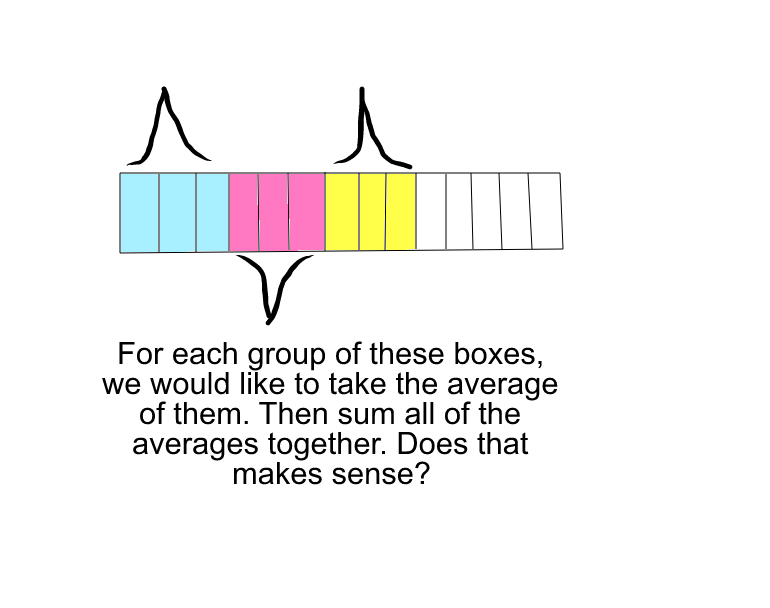 For each group of these boxes,
we would like to take the average
of them. Then sum all of the
averages together. Does that
makes sense?